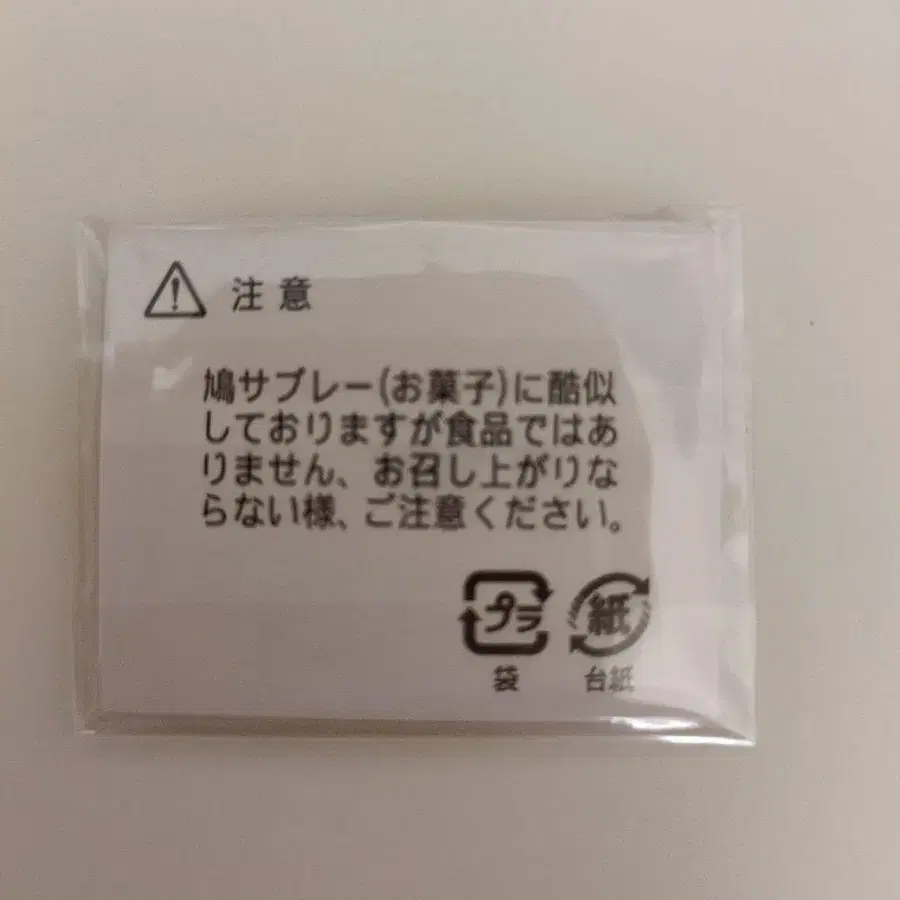 注意
鳩サブレー(お菓子)に酷似
しておりますが食品ではあ
りません、お召し上がりな
らない様、ご注意ください。
プラ 紙
袋 台紙